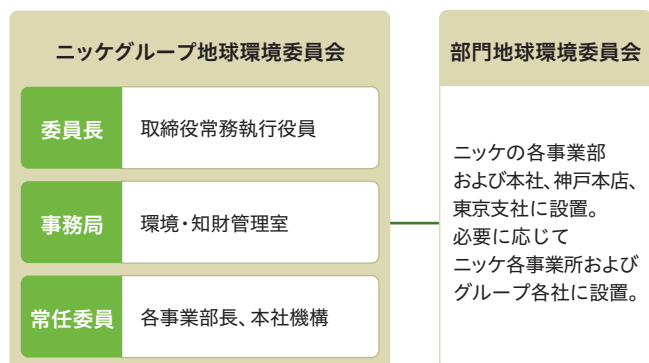 ニッケグループ地球環境委員会
委員長
取締役常務執行役員
事務局
環境・知財管理室
常任委員
各事業部長、本社機構
部門地球環境委員会
ニッケの各事業部
および本社、神戸本店、
東京支社に設置。
必要に応じて
ニッケ各事業所および
グループ各社に設置。